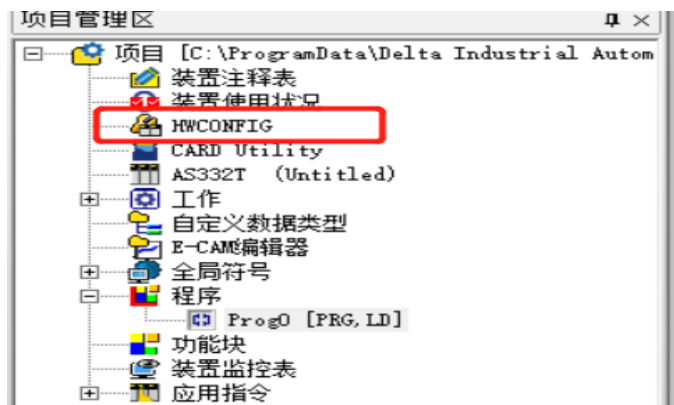 项目管理区
项目 [C:\ProgramData\Delta Industrial Autom
装置注释表
装置使用状况
HWCONFIG
CARD Utility
AS332T (Untitled)
工作
自定义数据类型
E-CAM编辑器
全局符号
程序
Prog0 [PRG,LD]
功能块
装置监控表
应用指令